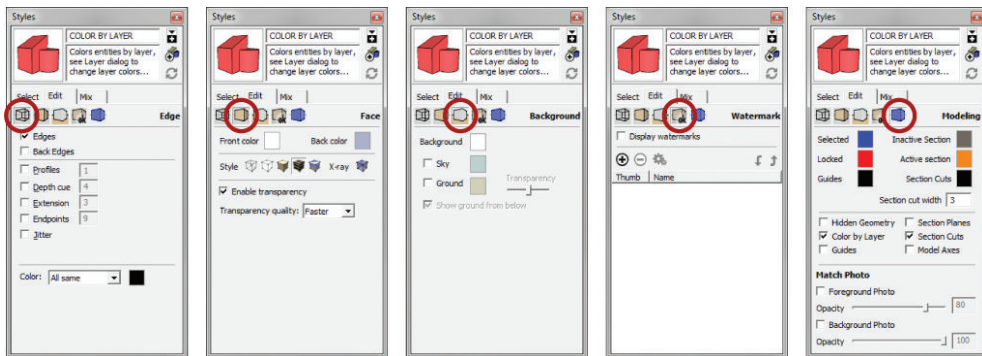 Styles
COLOR BY LAYER
Colors entities by layer,
see Layer dialog to
change layer colors...
Select Edit Mix
Edge
Edges
Back Edges
Profiles 1
Depth cue 4
Extension 3
Endpoints 9
Jitter
Color: All same
Styles
COLOR BY LAYER
Colors entities by layer,
see Layer dialog to
change layer colors...
Select Edit Mix
Face
Front color Back color
Style X-ray
Enable transparency
Transparency quality: Faster
Styles
COLOR BY LAYER
Colors entities by layer,
see Layer dialog to
change layer colors...
Select Edit Mix
Background
Background
Sky
Transparency
Ground
Show ground from below
Styles
COLOR BY LAYER
Colors entities by layer,
see Layer dialog to
change layer colors...
Select Edit Mix
Watermark
Display watermarks
Thumb Name
Styles
COLOR BY LAYER
Colors entities by layer,
see Layer dialog to
change layer colors...
Select Edit Mix
Modeling
Selected Inactive Section
Locked Active section
Guides Section Cuts
Section cut width 3
Hidden Geometry Section Planes
Color by Layer Section Cuts
Guides Model Axes
Match Photo
Foreground Photo
Opacity 80
Background Photo
Opacity 100